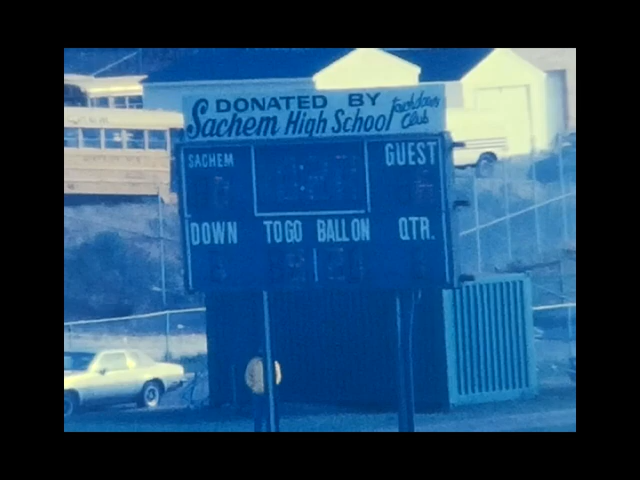 DONATED BY
Sachem High School Touchdown Club
SACHEM GUEST
DOWN TO GO BALL ON QTR.